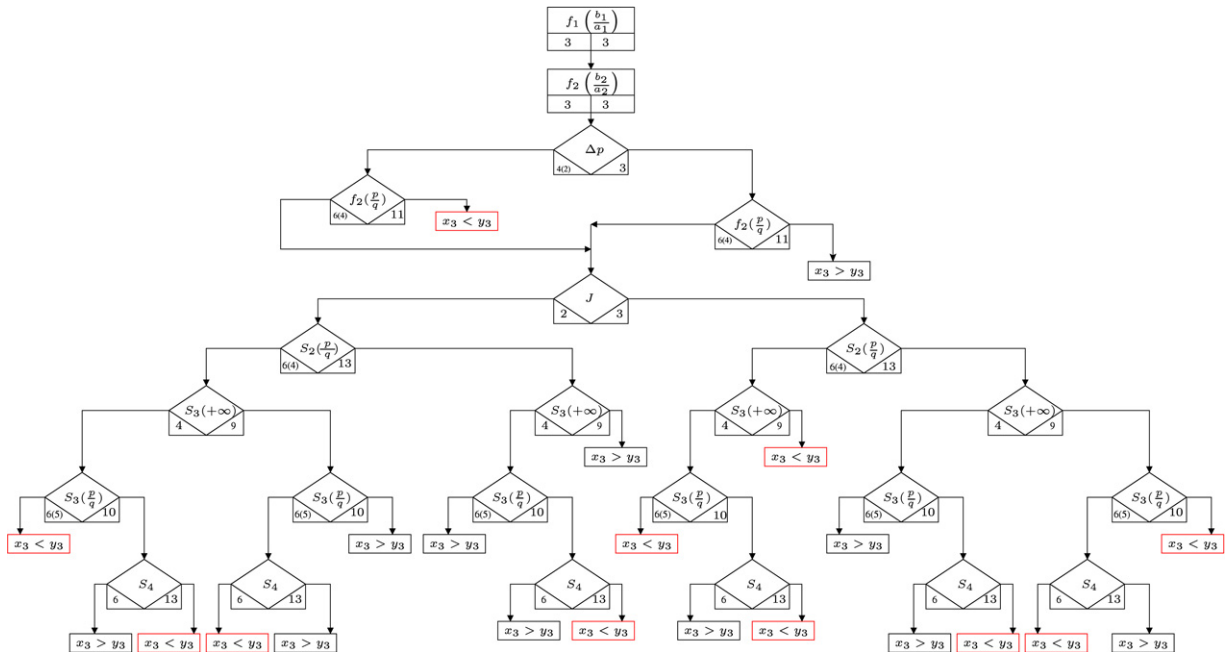 f₁ (b₁/a₁)
3 3
f₂ (b₂/a₂)
3 3
Δp
4(2) 3
f₂(p/q)
6(4) 11
x₃ < y₃
f₂(p/q)
6(4) 11
x₃ > y₃
J
2 3
S₂(p/q)
6(4) 13
S₂(p/q)
6(4) 13
S₃(+∞)
4 9
S₃(+∞)
4 9
x₃ > y₃
S₃(+∞)
4 9
x₃ < y₃
S₃(+∞)
4 9
S₃(p/q)
6(5) 10
S₃(p/q)
6(5) 10
S₃(p/q)
6(5) 10
S₃(p/q)
6(5) 10
S₃(p/q)
6(5) 10
S₃(p/q)
6(5) 10
x₃ < y₃
x₃ > y₃
x₃ > y₃
x₃ < y₃
x₃ > y₃
x₃ < y₃
S₄
6 13
S₄
6 13
S₄
6 13
S₄
6 13
S₄
6 13
S₄
6 13
x₃ > y₃
x₃ < y₃
x₃ < y₃
x₃ > y₃
x₃ > y₃
x₃ < y₃
x₃ > y₃
x₃ < y₃
x₃ > y₃
x₃ < y₃
x₃ < y₃
x₃ > y₃